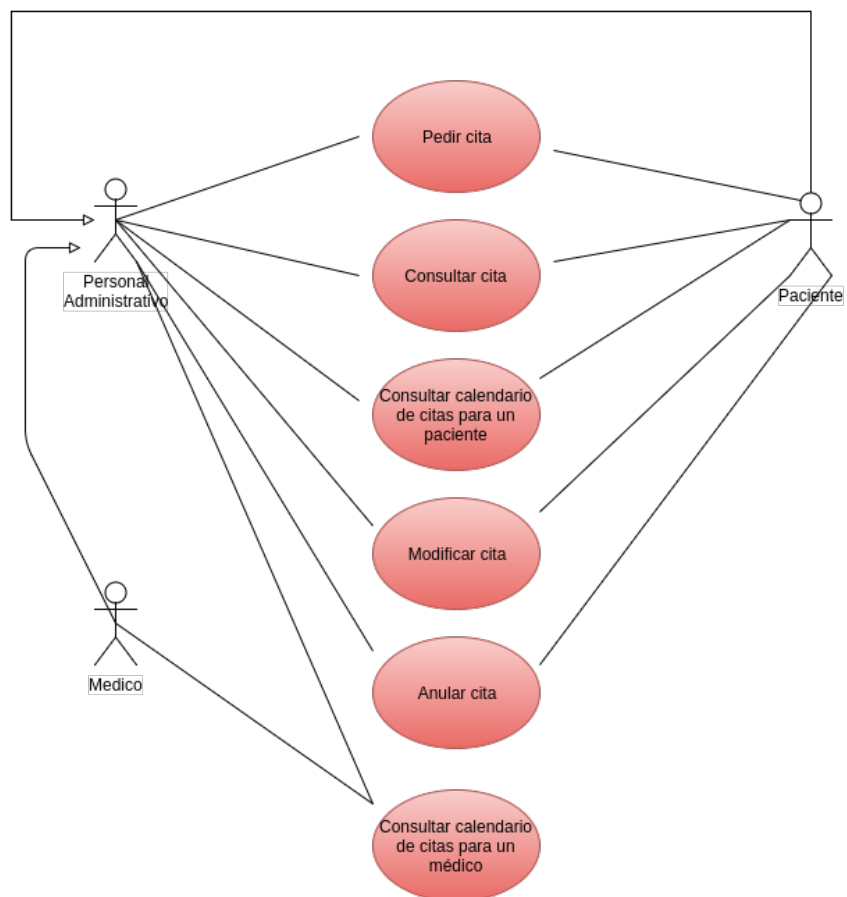 Pedir cita
Personal
Administrativo
Consultar cita
Paciente
Consultar calendario
de citas para un
paciente
Modificar cita
Medico
Anular cita
Consultar calendario
de citas para un
médico